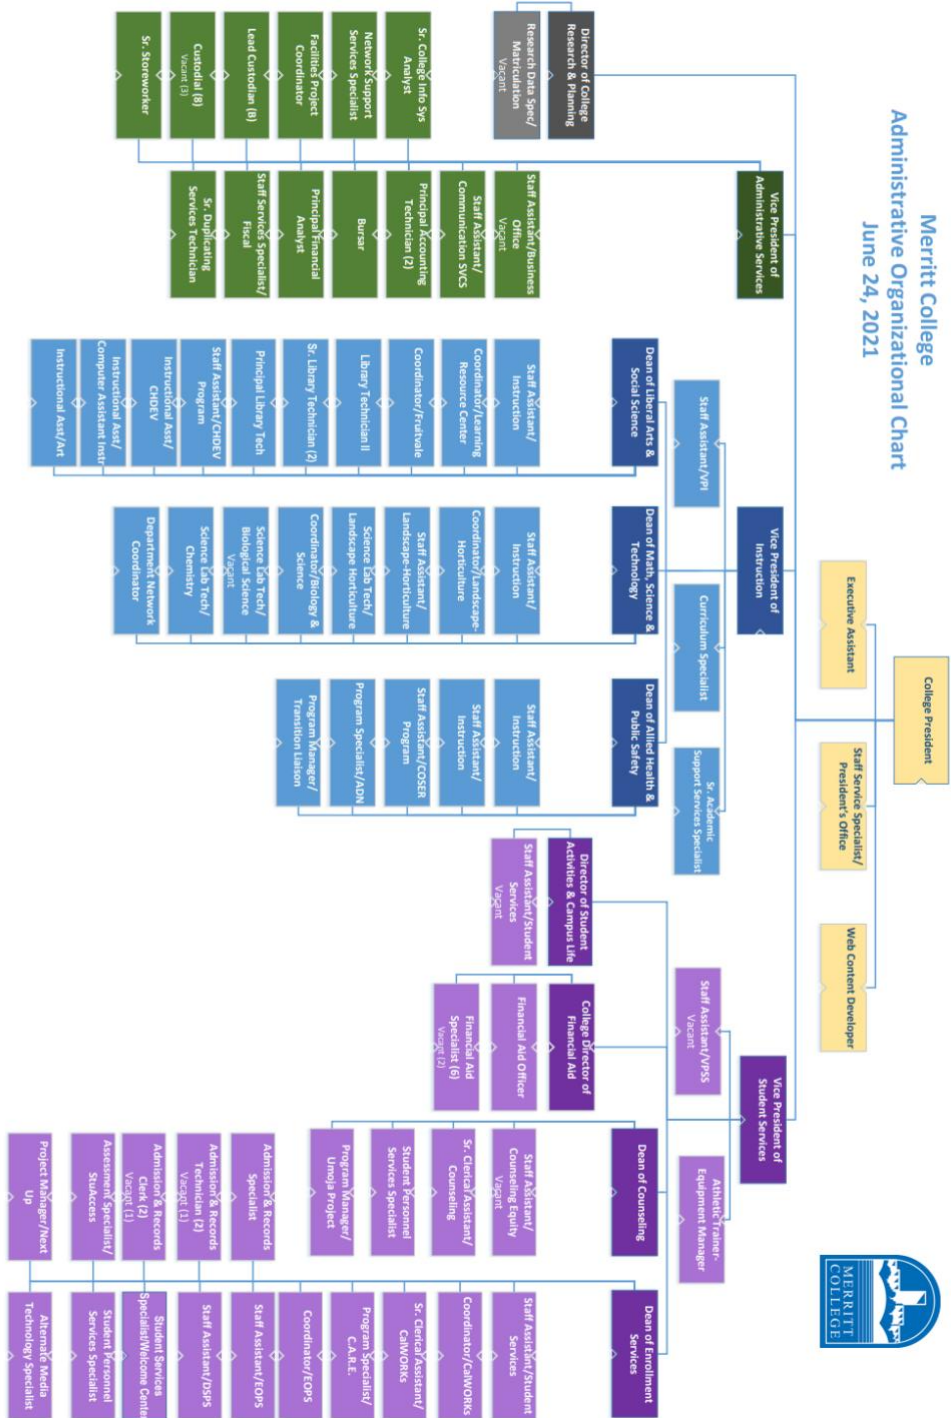 Merritt College
Administrative Organizational Chart
June 24, 2021
MERRITT
COLLEGE
College President
Executive Assistant
Staff Service Specialist/
President's Office
Web Content Developer
Director of College
Research & Planning
Research Data Spec/
Matriculation
Vacant
Vice President of
Administrative Services
Staff Assistant/Business
Office
Vacant
Staff Assistant/
Communication SVCS
Sr. College Info Sys
Analyst
Principal Accounting
Technician (2)
Network Support
Services Specialist
Bursar
Facilities Project
Coordinator
Principal Financial
Analyst
Lead Custodian (8)
Staff Services Specialist/
Fiscal
Custodial (8)
Vacant (3)
Sr. Duplicating
Services Technician
Sr. Storeworker
Vice President of
Instruction
Staff Assistant/VPI
Curriculum Specialist
Sr. Academic
Support Services Specialist
Dean of Liberal Arts &
Social Science
Staff Assistant/
Instruction
Coordinator/Learning
Resource Center
Coordinator/Fruitvale
Library Technician II
Sr. Library Technician (2)
Principal Library Tech
Staff Assistant/CHDEV
Program
Instructional Asst/
CHDEV
Instructional Asst/
Computer Assistant Instr
Instructional Asst/Art
Dean of Math, Science &
Technology
Staff Assistant/
Instruction
Coordinator/Landscape-
Horticulture
Staff Assistant/
Landscape-Horticulture
Science Lab Tech/
Landscape Horticulture
Coordinator/Biology &
Science
Science Lab Tech/
Biological Science
Vacant
Science Lab Tech/
Chemistry
Department Network
Coordinator
Dean of Allied Health &
Public Safety
Staff Assistant/
Instruction
Staff Assistant/
Instruction
Staff Assistant/COSER
Program
Program Specialist/ADN
Program Manager/
Transition Liaison
Vice President of
Student Services
Staff Assistant/VPSS
Vacant
Athletic Trainer-
Equipment Manager
Director of Student
Activities & Campus Life
Staff Assistant/Student
Services
Vacant
College Director of
Financial Aid
Financial Aid Officer
Financial Aid
Specialist (6)
Vacant (2)
Dean of Counseling
Staff Assistant/
Counseling Equity
Vacant
Sr. Clerical Assistant/
Counseling
Student Personnel
Services Specialist
Program Manager/
Umoja Project
Dean of Enrollment
Services
Staff Assistant/Student
Services
Coordinator/CalWORKs
Sr. Clerical Assistant/
CalWORKs
Program Specialist/
C.A.R.E.
Coordinator/EOPS
Admission & Records
Specialist
Staff Assistant/EOPS
Admission & Records
Technician (2)
Vacant (1)
Staff Assistant/DSPS
Admission & Records
Clerk (2)
Vacant (1)
Student Services
Specialist/Welcome Center
Assessment Specialist/
StuAccess
Student Personnel
Services Specialist
Project Manager/Next
Up
Alternate Media
Technology Specialist